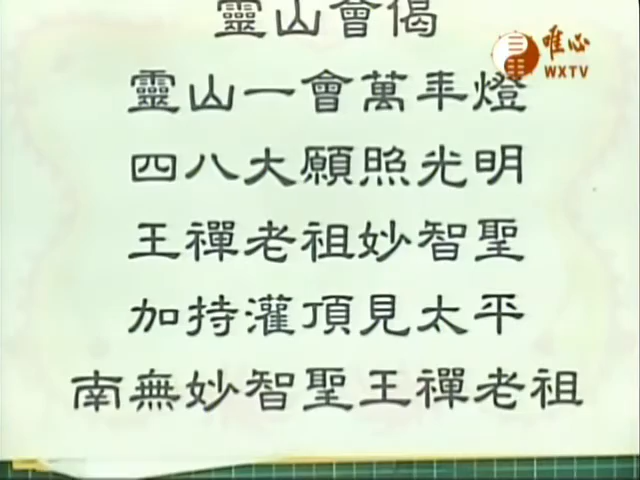 靈山會偈
唯心
WXTV
靈山一會萬年燈
四八大願照光明
王禪老祖妙智聖
加持灌頂見太平
南無妙智聖王禪老祖